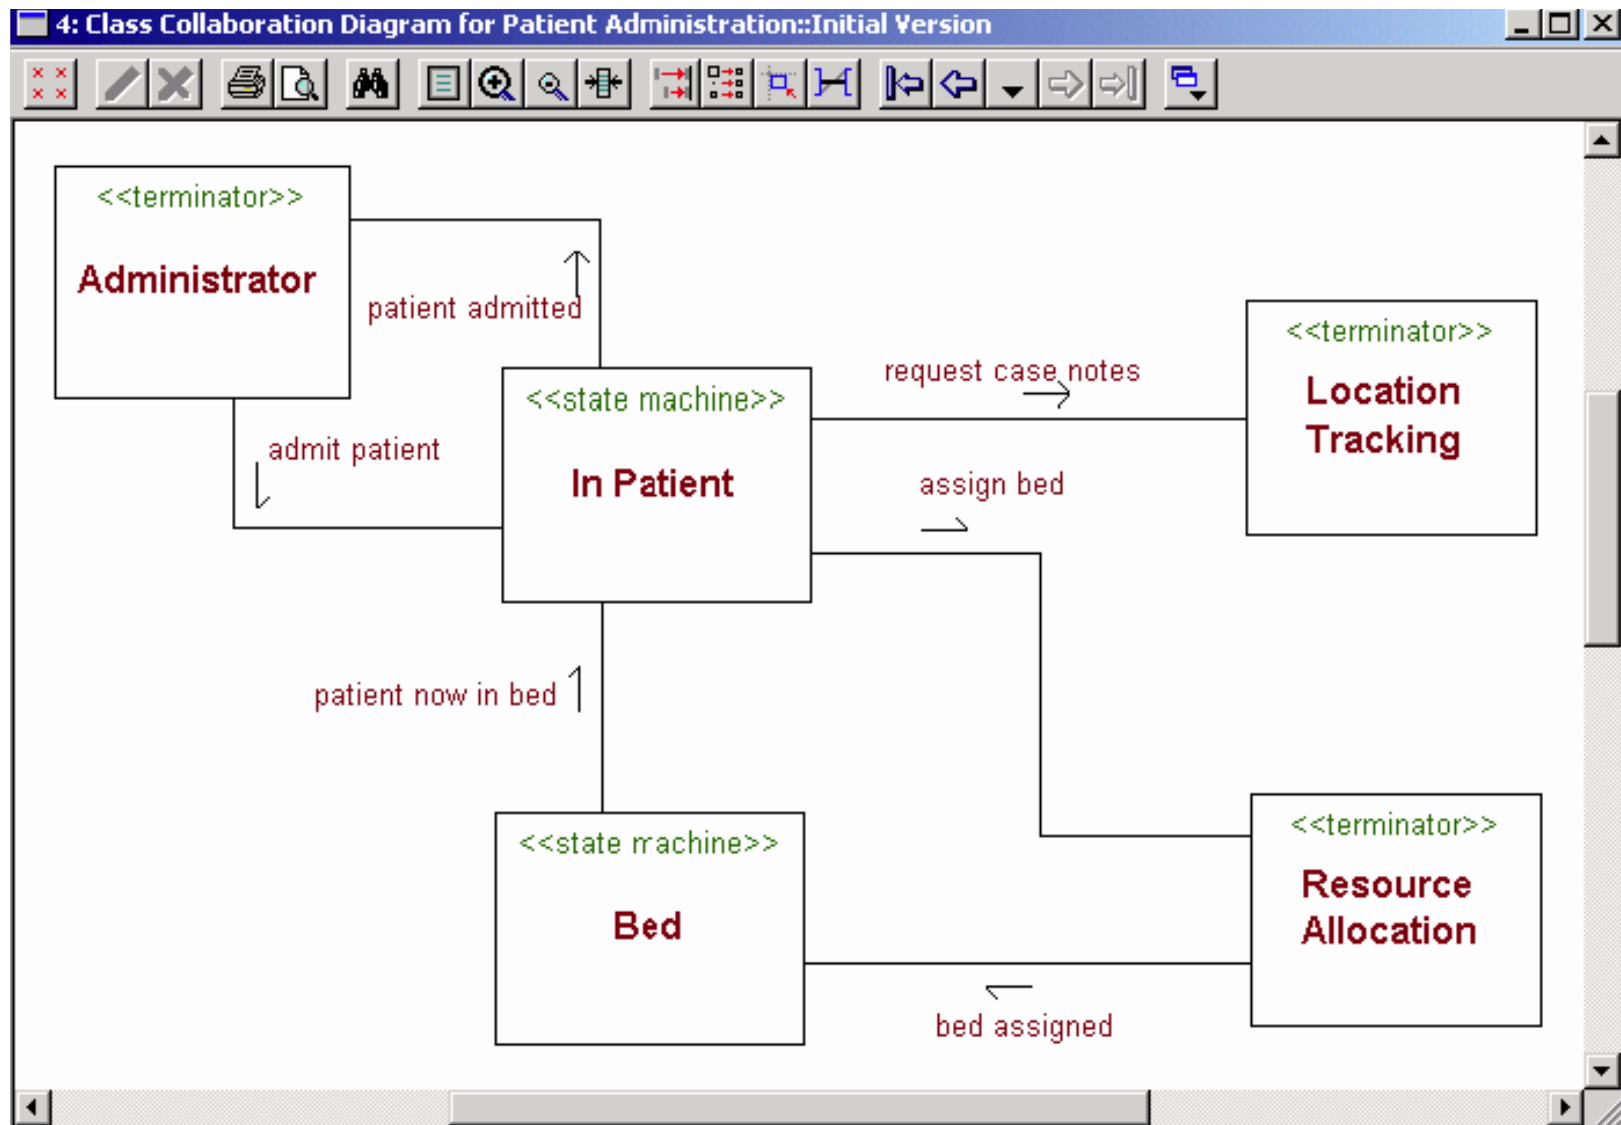 4: Class Collaboration Diagram for Patient Administration::Initial Version
<<terminator>>
Administrator
patient admitted
admit patient
<<state machine>>
In Patient
request case notes
<<terminator>>
Location
Tracking
assign bed
patient now in bed
<<state machine>>
Bed
<<terminator>>
Resource
Allocation
bed assigned